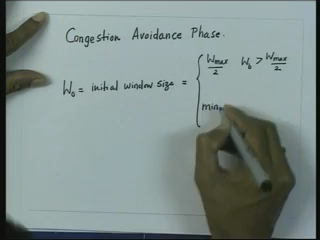 Congestion Avoidance Phase.
W₀ = initial window size = { Wmax/2 W₀ > Wmax/2
min